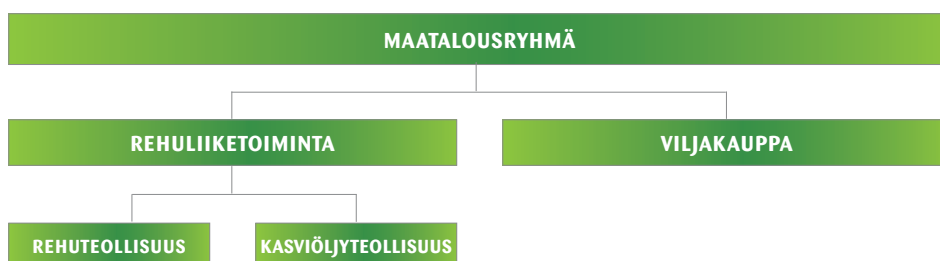 MAATALOUSRYHMÄ
REHULIIKETOIMINTA
VILJAKAUPPA
REHUTEOLLISUUS
KASVIÖLJYTEOLLISUUS